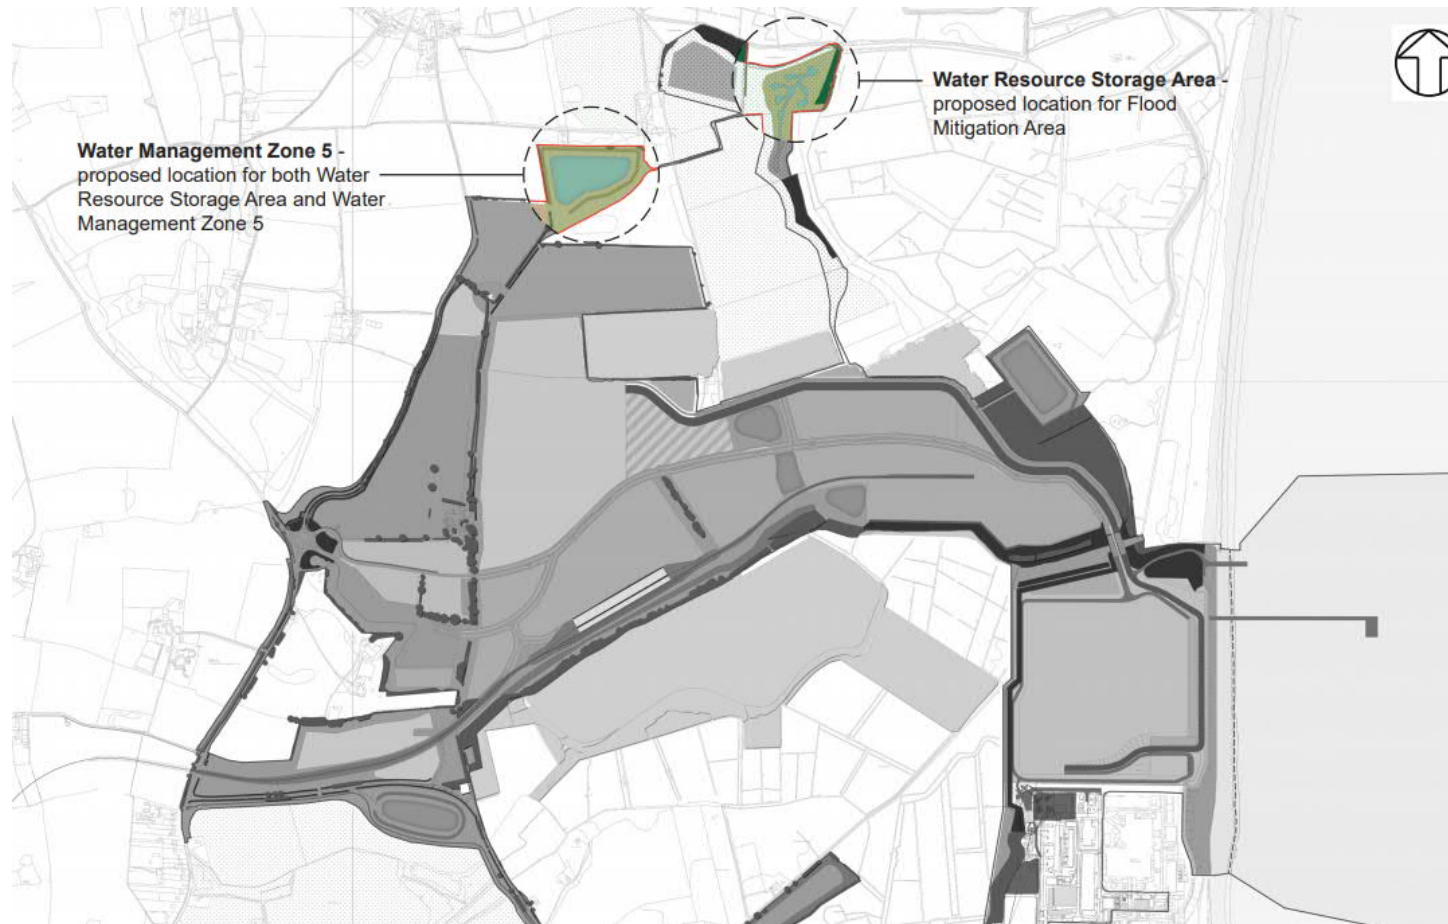 Water Resource Storage Area -
proposed location for Flood
Mitigation Area
Water Management Zone 5 -
proposed location for both Water
Resource Storage Area and Water
Management Zone 5